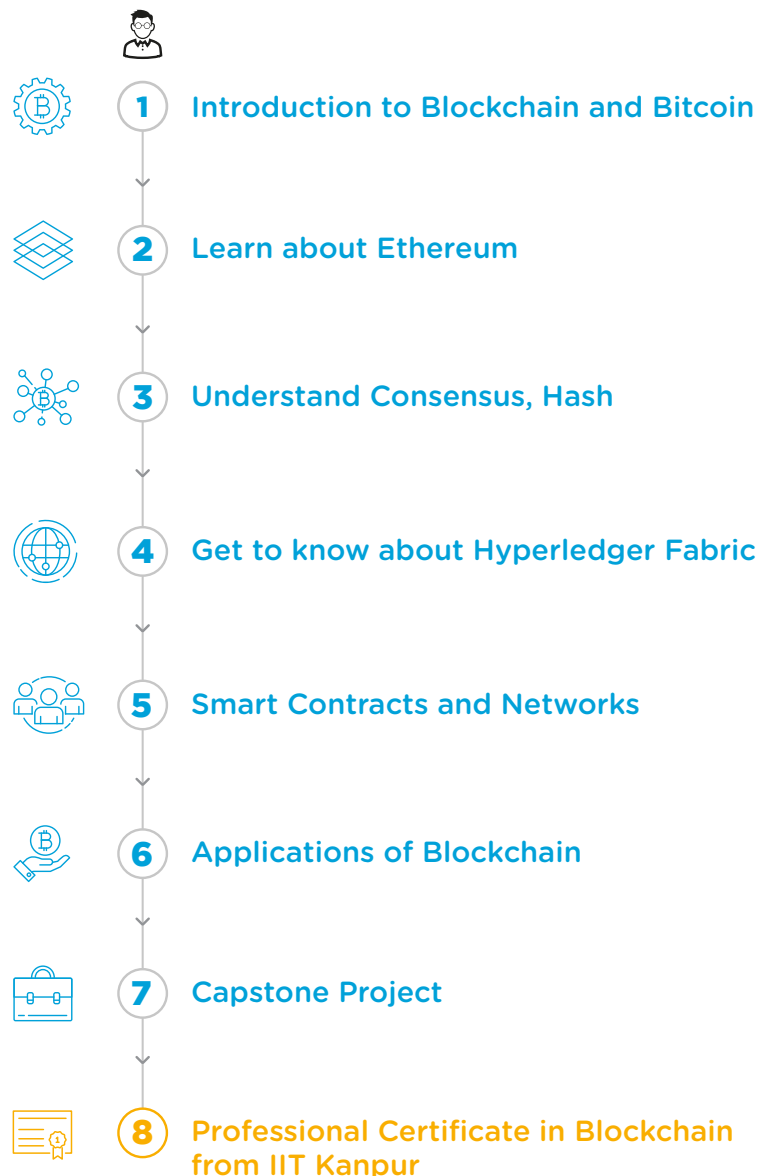 1 Introduction to Blockchain and Bitcoin
2 Learn about Ethereum
3 Understand Consensus, Hash
4 Get to know about Hyperledger Fabric
5 Smart Contracts and Networks
6 Applications of Blockchain
7 Capstone Project
8 Professional Certificate in Blockchain
from IIT Kanpur